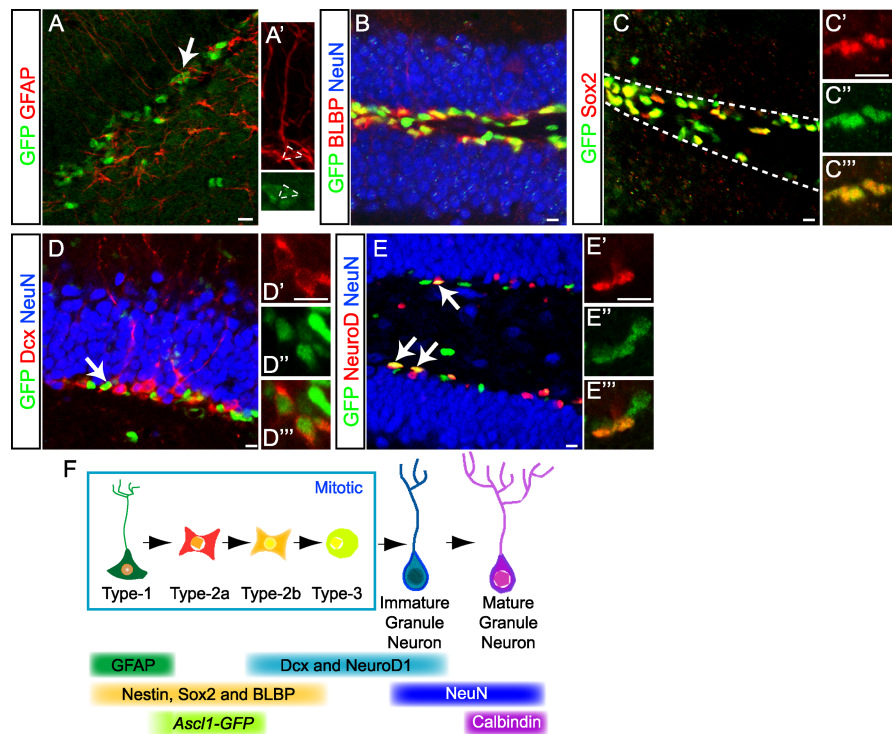 A
GFP GFAP
A'
B
GFP BLBP NeuN
C
GFP Sox2
C'
C''
C'''
D
GFP Dcx NeuN
D'
D''
D'''
E
GFP NeuroD NeuN
E'
E''
E'''
F
Mitotic
Type-1
Type-2a
Type-2b
Type-3
Immature
Granule
Neuron
Mature
Granule
Neuron
GFAP
Dcx and NeuroD1
Nestin, Sox2 and BLBP
NeuN
Ascl1-GFP
Calbindin